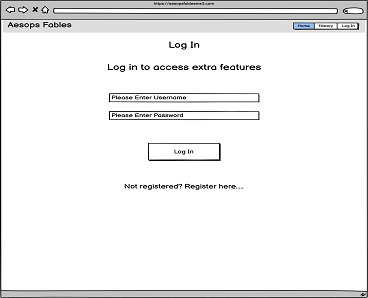 https://aesopfablesms3.com
Aesops Fables
Home History Log In
Log In
Log in to access extra features
Please Enter Username
Please Enter Password
Log In
Not registered? Register here....